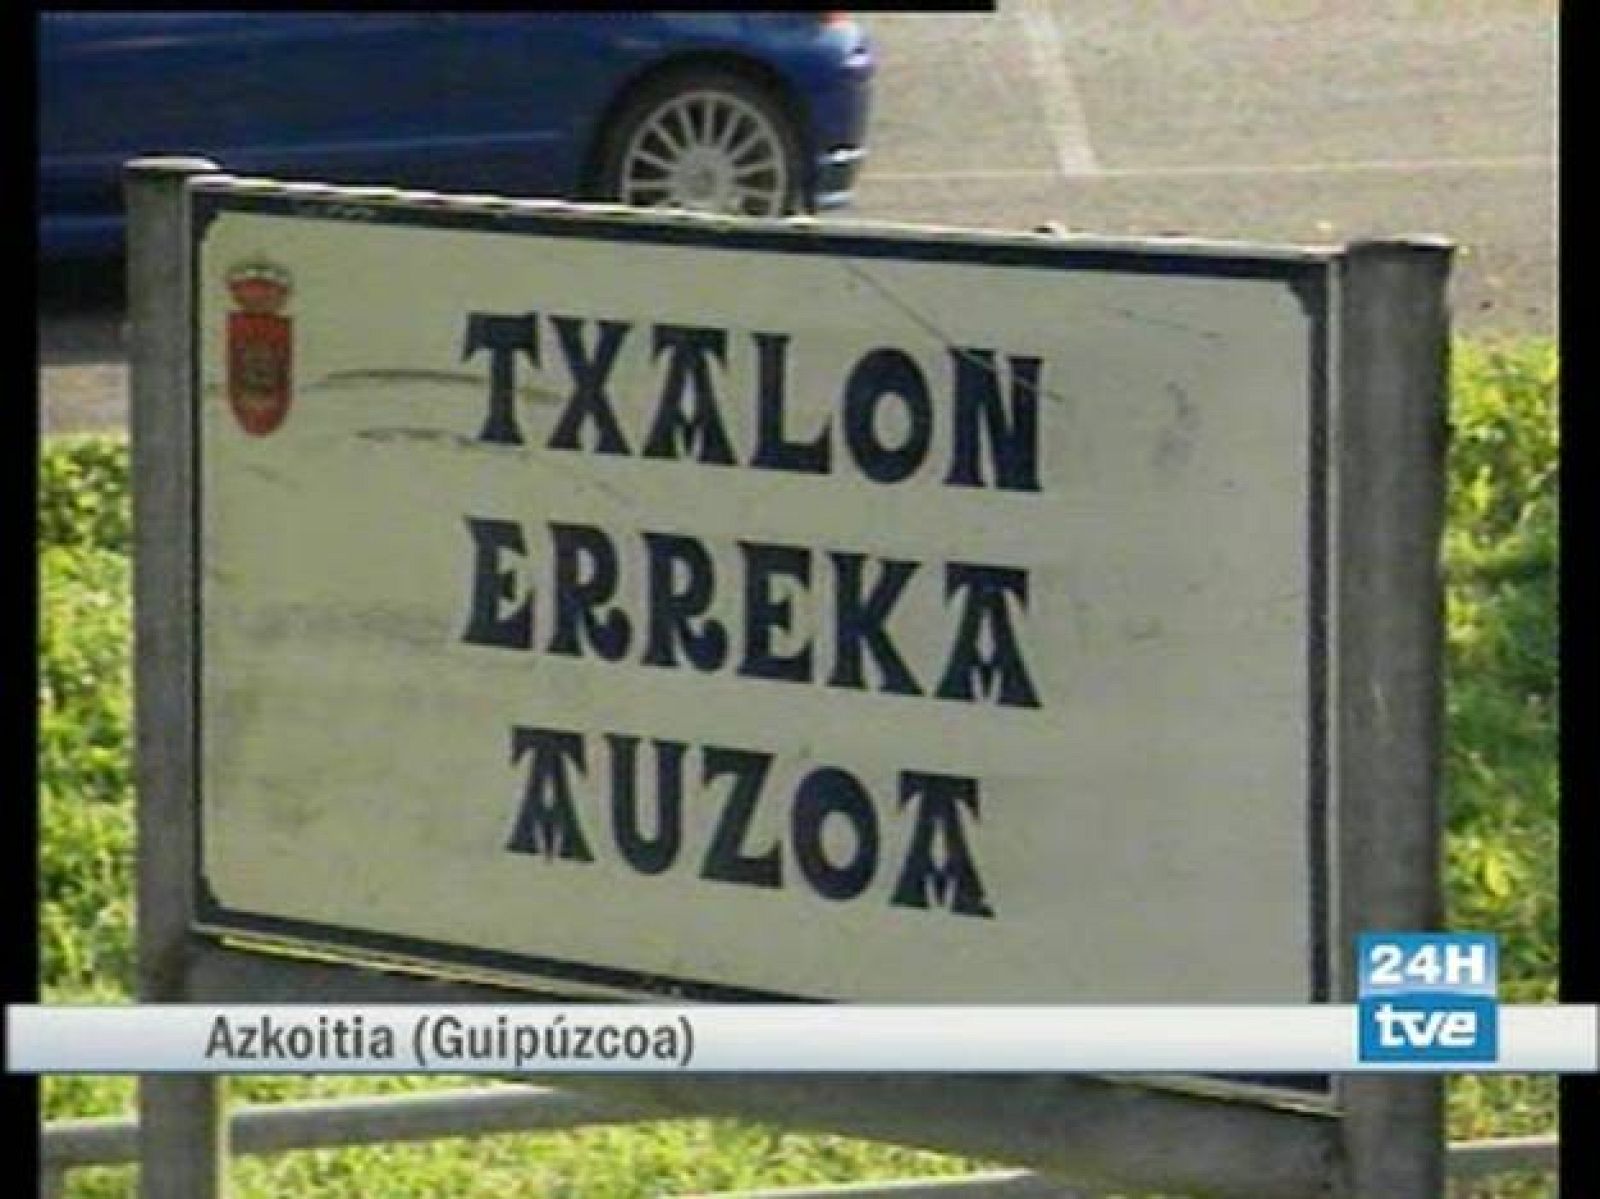 TXALON
ERREKA
AUZOA
24H
tve
Azkoitia (Guipúzcoa)